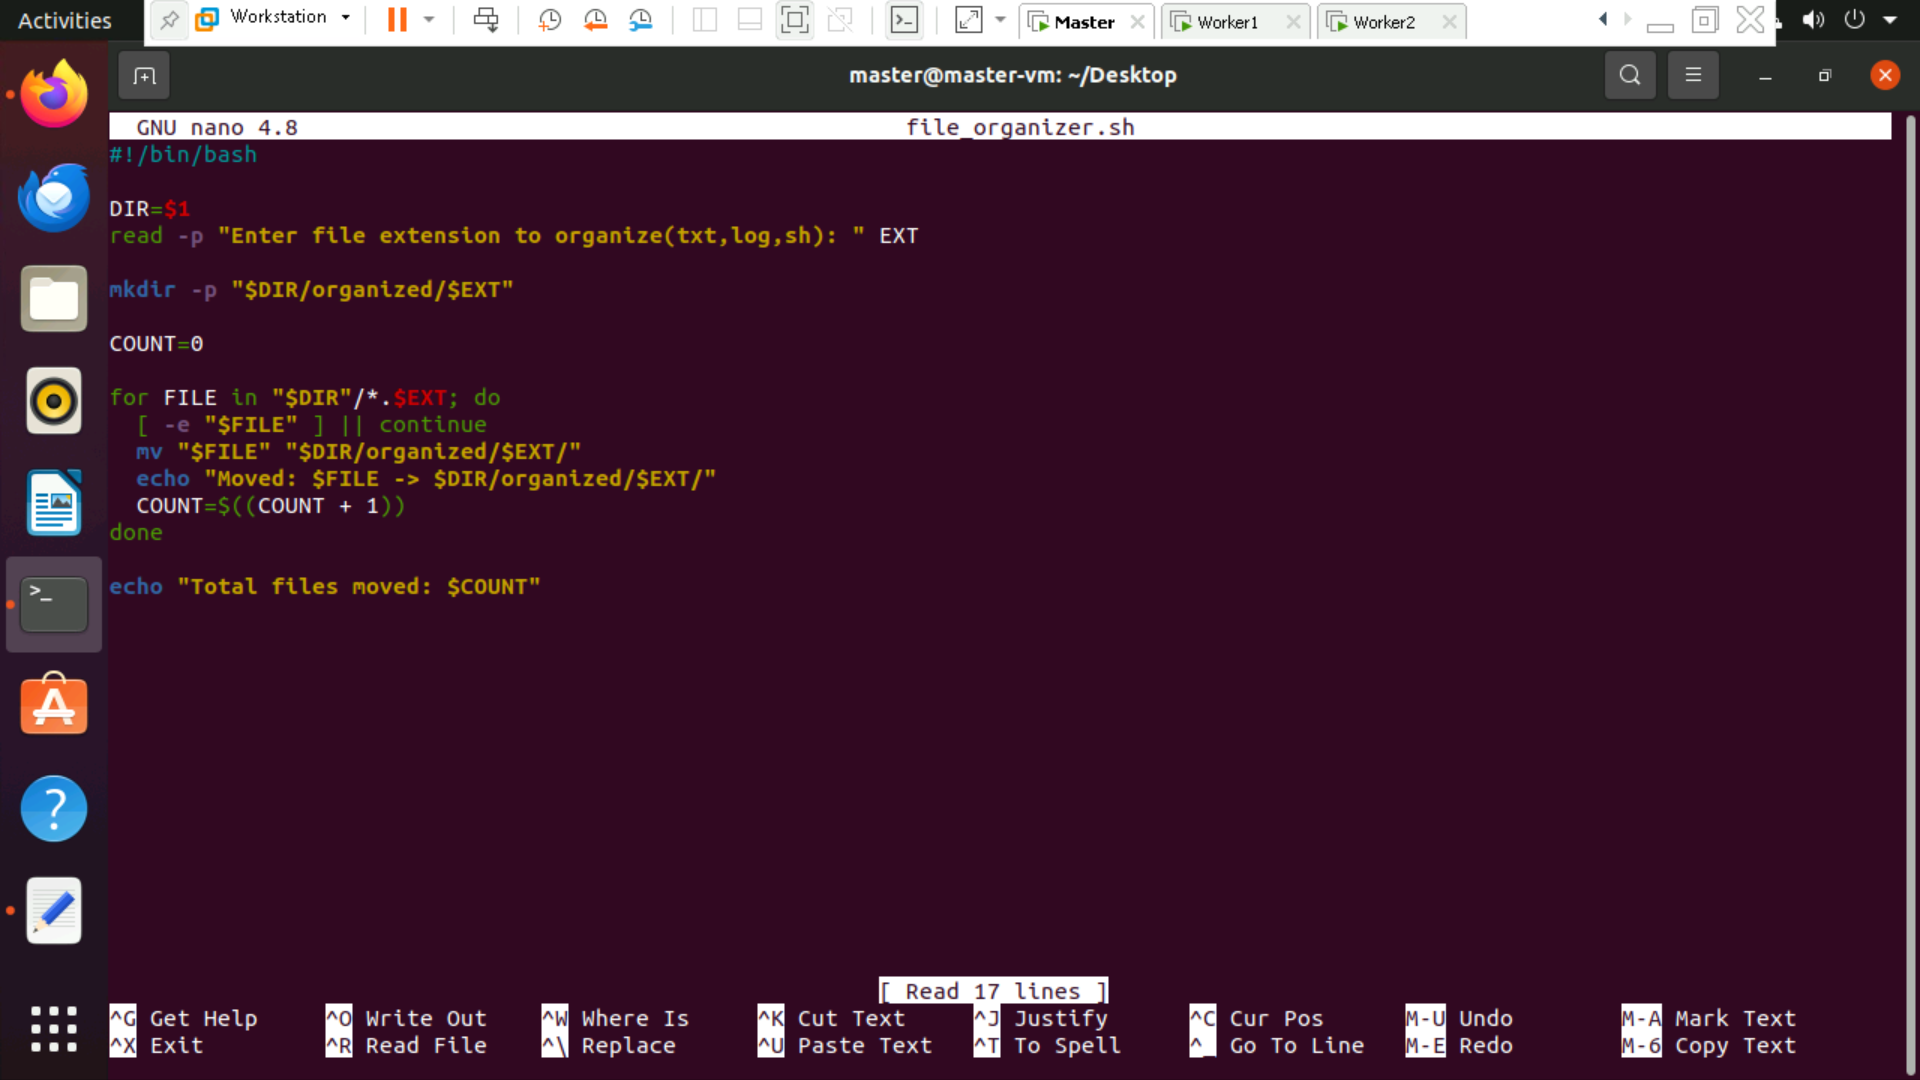 Activities
Workstation
Master
Worker1
Worker2
master@master-vm: ~/Desktop
GNU nano 4.8 file_organizer.sh
#!/bin/bash
DIR=$1
read -p "Enter file extension to organize(txt,log,sh): " EXT
mkdir -p "$DIR/organized/$EXT"
COUNT=0
for FILE in "$DIR"/*.$EXT; do
  [ -e "$FILE" ] || continue
  mv "$FILE" "$DIR/organized/$EXT/"
  echo "Moved: $FILE -> $DIR/organized/$EXT/"
  COUNT=$((COUNT + 1))
done
echo "Total files moved: $COUNT"
[ Read 17 lines ]
^G Get Help ^O Write Out ^W Where Is ^K Cut Text ^J Justify ^C Cur Pos M-U Undo M-A Mark Text
^X Exit ^R Read File ^\ Replace ^U Paste Text ^T To Spell ^_ Go To Line M-E Redo M-6 Copy Text